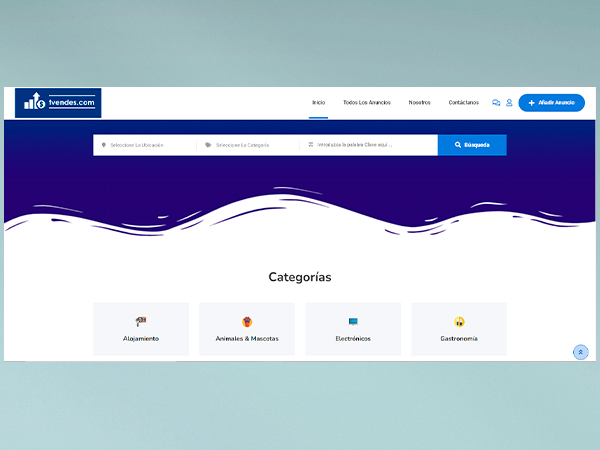 tvendes.com
Inicio Todos Los Anuncios Nosotros Contáctanos Añadir Anuncio
Seleccione La Ubicación Seleccione La Categoría Introduzca la palabra Clave aquí ... Búsqueda
Categorías
Alojamiento Animales & Mascotas Electrónicos Gastronomía